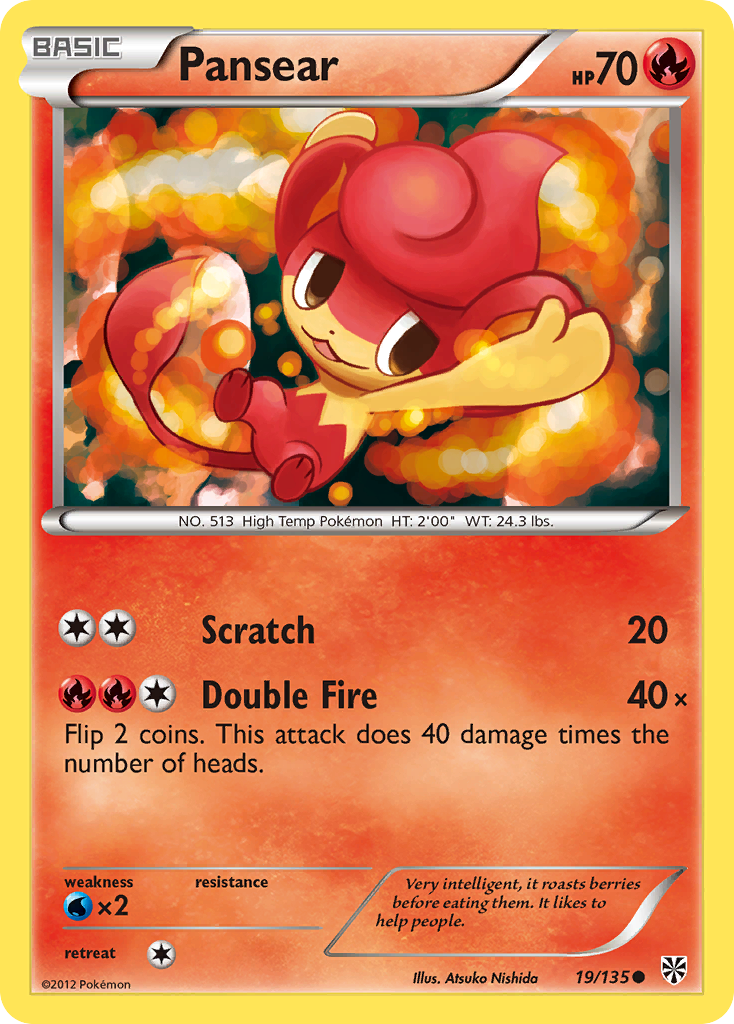 BASIC
Pansear
HP70
NO. 513 High Temp Pokémon HT: 2'00" WT: 24.3 lbs.
Scratch 20
Double Fire 40×
Flip 2 coins. This attack does 40 damage times the
number of heads.
weakness resistance
×2
retreat
Very intelligent, it roasts berries
before eating them. It likes to
help people.
©2012 Pokémon
Illus. Atsuko Nishida
19/135